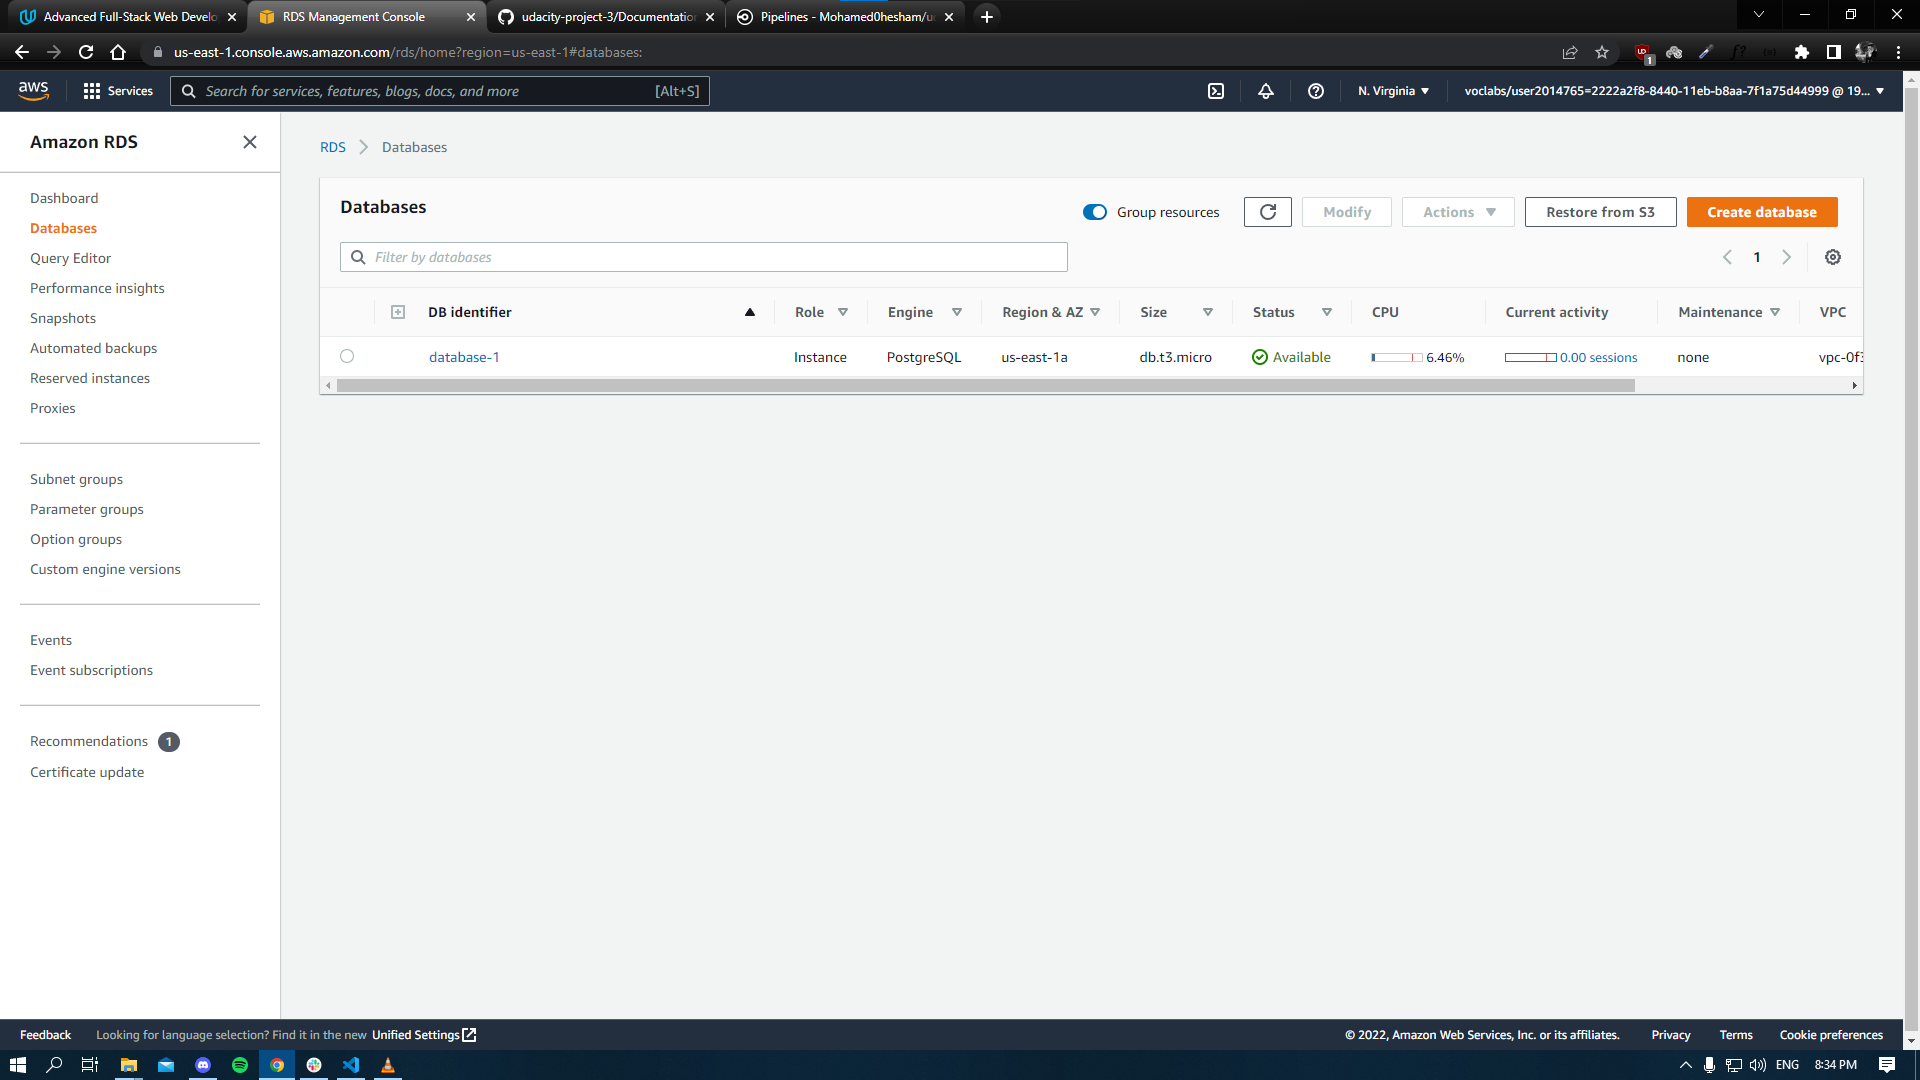 Advanced Full-Stack Web Develo
RDS Management Console
udacity-project-3/Documentation
Pipelines - Mohamed0hesham/u
us-east-1.console.aws.amazon.com/rds/home?region=us-east-1#databases:
1
aws
Services
Search for services, features, blogs, docs, and more
[Alt+S]
N. Virginia
voclabs/user2014765=2222a2f8-8440-11eb-b8aa-7f1a75d44999 @ 19...
Amazon RDS
Dashboard
Databases
Query Editor
Performance insights
Snapshots
Automated backups
Reserved instances
Proxies
Subnet groups
Parameter groups
Option groups
Custom engine versions
Events
Event subscriptions
Recommendations 1
Certificate update
RDS
Databases
Databases
Group resources
Modify
Actions
Restore from S3
Create database
Filter by databases
1
DB identifier
Role
Engine
Region & AZ
Size
Status
CPU
Current activity
Maintenance
VPC
database-1
Instance
PostgreSQL
us-east-1a
db.t3.micro
Available
6.46%
0.00 sessions
none
vpc-0f3
Feedback
Looking for language selection? Find it in the new Unified Settings
© 2022, Amazon Web Services, Inc. or its affiliates.
Privacy
Terms
Cookie preferences
ENG
8:34 PM